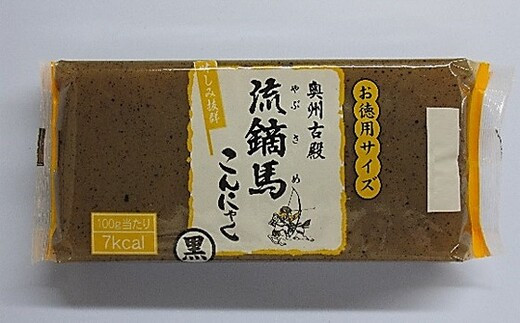 お徳用サイズ
奥州古殿
流鏑馬
やぶさめ
こんにゃく
味しみ抜群
黒
100g当たり
7kcal